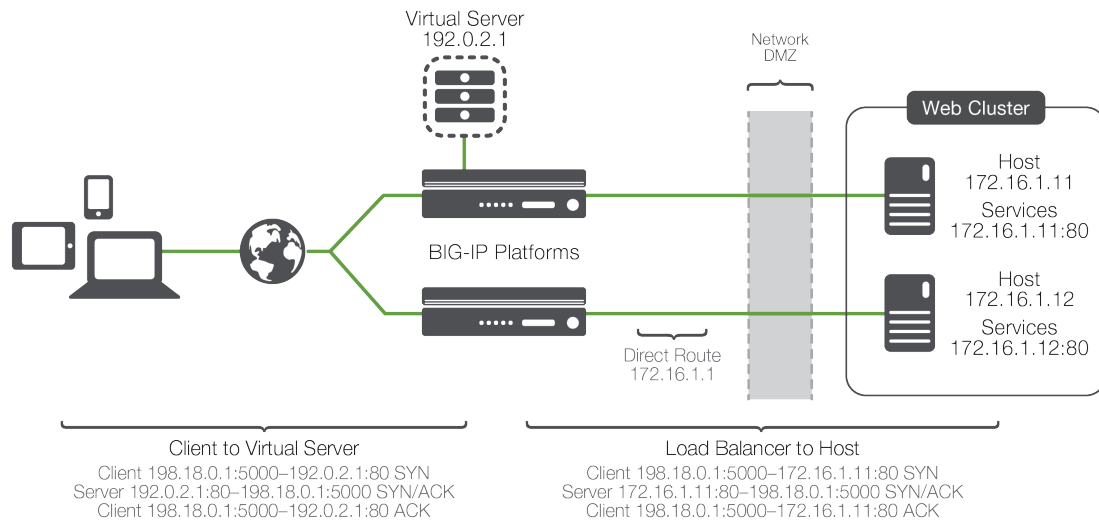 Virtual Server
192.0.2.1
Network
DMZ
Web Cluster
Host
172.16.1.11
Services
172.16.1.11:80
BIG-IP Platforms
Host
172.16.1.12
Services
172.16.1.12:80
Direct Route
172.16.1.1
Client to Virtual Server
Client 198.18.0.1:5000–192.0.2.1:80 SYN
Server 192.0.2.1:80–198.18.0.1:5000 SYN/ACK
Client 198.18.0.1:5000–192.0.2.1:80 ACK
Load Balancer to Host
Client 198.18.0.1:5000–172.16.1.11:80 SYN
Server 172.16.1.11:80–198.18.0.1:5000 SYN/ACK
Client 198.18.0.1:5000–172.16.1.11:80 ACK